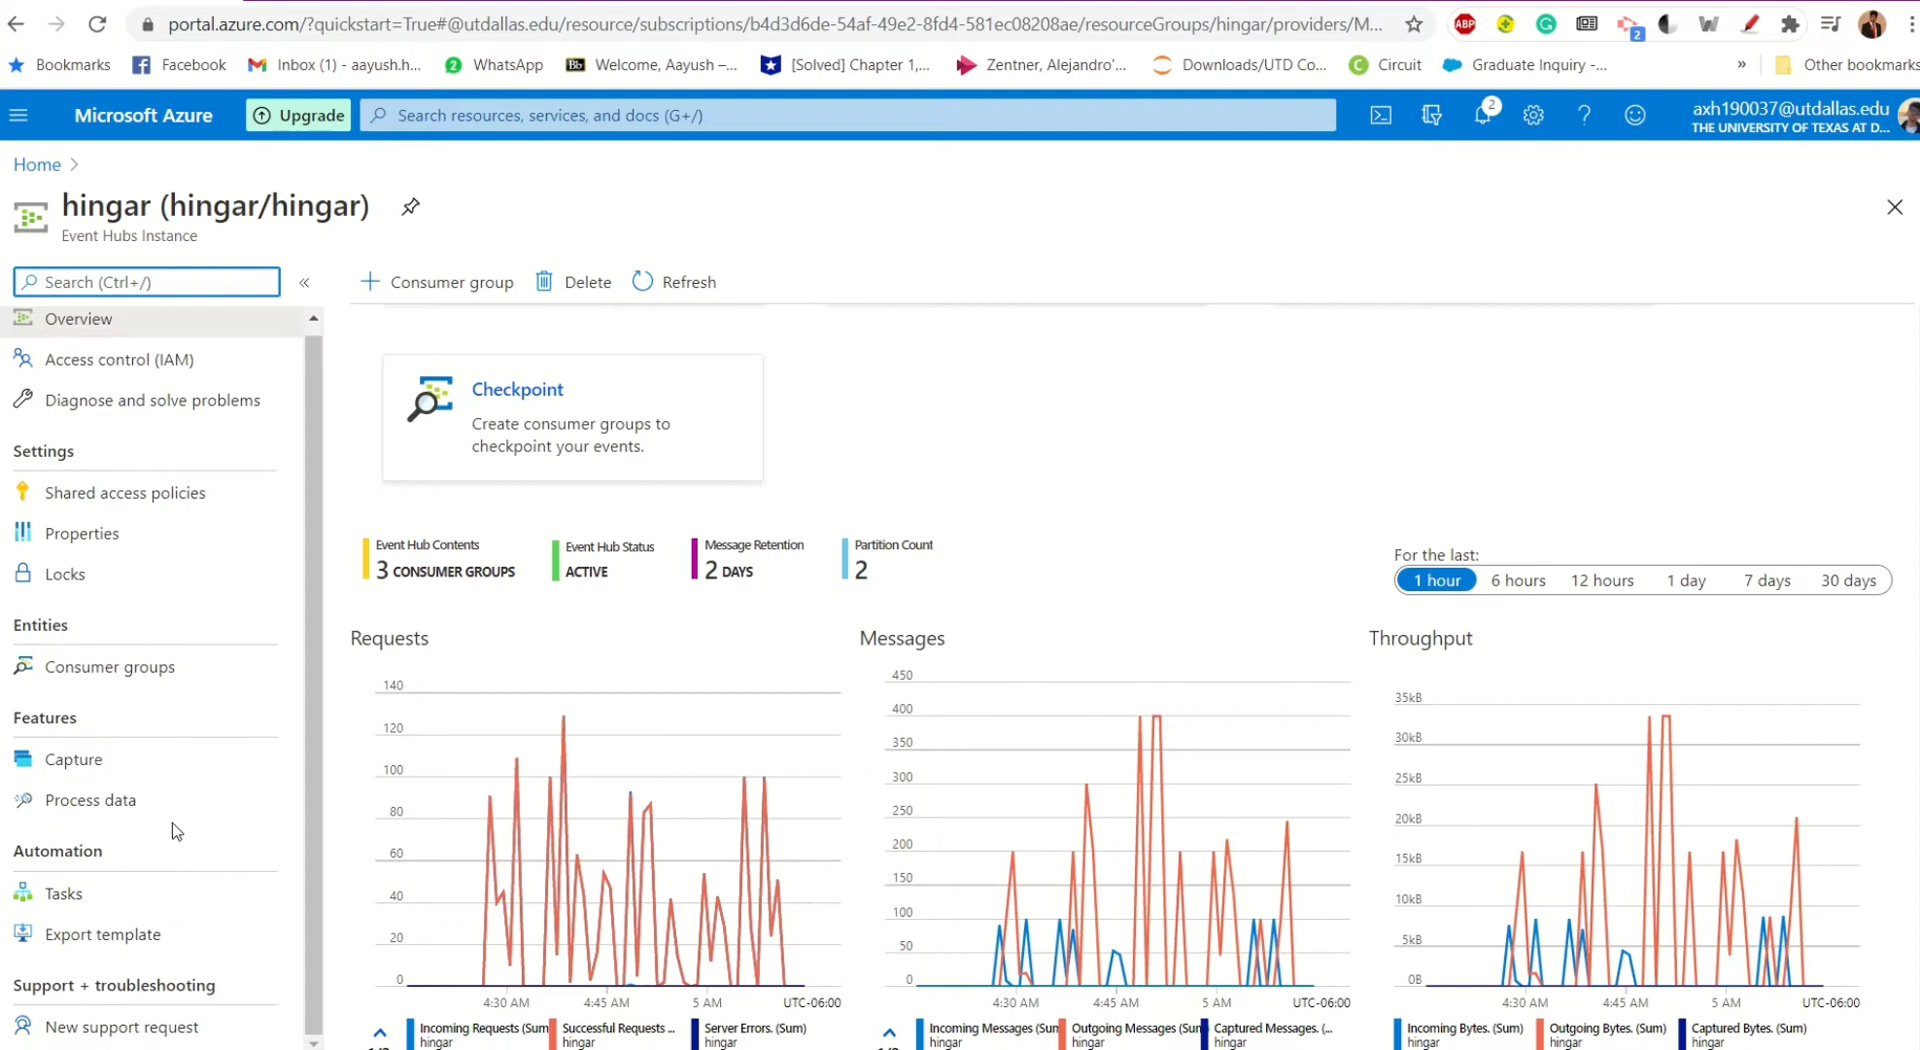 portal.azure.com/?quickstart=True#@utdallas.edu/resource/subscriptions/b4d3d6de-54af-49e2-8fd4-581ec08208ae/resourceGroups/hingar/providers/M...
ABP
2
Bookmarks
Facebook
Inbox (1) - aayush.h...
2
WhatsApp
Bb
Welcome, Aayush –...
[Solved] Chapter 1,...
Zentner, Alejandro'...
Downloads/UTD Co...
C
Circuit
Graduate Inquiry -...
»
Other bookmarks
Microsoft Azure
Upgrade
Search resources, services, and docs (G+/)
2
axh190037@utdallas.edu
THE UNIVERSITY OF TEXAS AT D...
Home >
hingar (hingar/hingar)
Event Hubs Instance
Search (Ctrl+/)
«
Consumer group
Delete
Refresh
Overview
Access control (IAM)
Diagnose and solve problems
Settings
Shared access policies
Properties
Locks
Entities
Consumer groups
Features
Capture
Process data
Automation
Tasks
Export template
Support + troubleshooting
New support request
Checkpoint
Create consumer groups to
checkpoint your events.
Event Hub Contents
3 CONSUMER GROUPS
Event Hub Status
ACTIVE
Message Retention
2 DAYS
Partition Count
2
For the last:
1 hour 6 hours 12 hours 1 day 7 days 30 days
Requests
140
120
100
80
60
40
20
0
4:30 AM 4:45 AM 5 AM UTC-06:00
Incoming Requests (Sum
hingar
Successful Requests ...
hingar
Server Errors. (Sum)
hingar
Messages
450
400
350
300
250
200
150
100
50
0
4:30 AM 4:45 AM 5 AM UTC-06:00
Incoming Messages (Sum
hingar
Outgoing Messages (Sum
hingar
Captured Messages. (...
hingar
Throughput
35kB
30kB
25kB
20kB
15kB
10kB
5kB
0B
4:30 AM 4:45 AM 5 AM UTC-06:00
Incoming Bytes. (Sum)
hingar
Outgoing Bytes. (Sum)
hingar
Captured Bytes. (Sum)
hingar